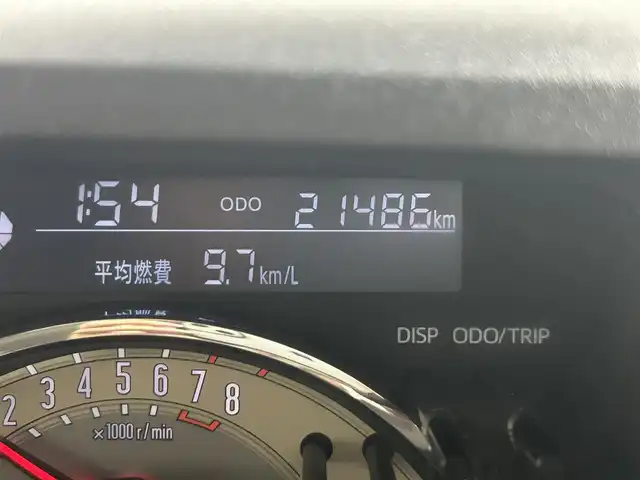 1:54 ODO 21486km
平均燃費 9.7km/L
DISP ODO/TRIP
2 3 4 5 6 7 8
×1000 r/min